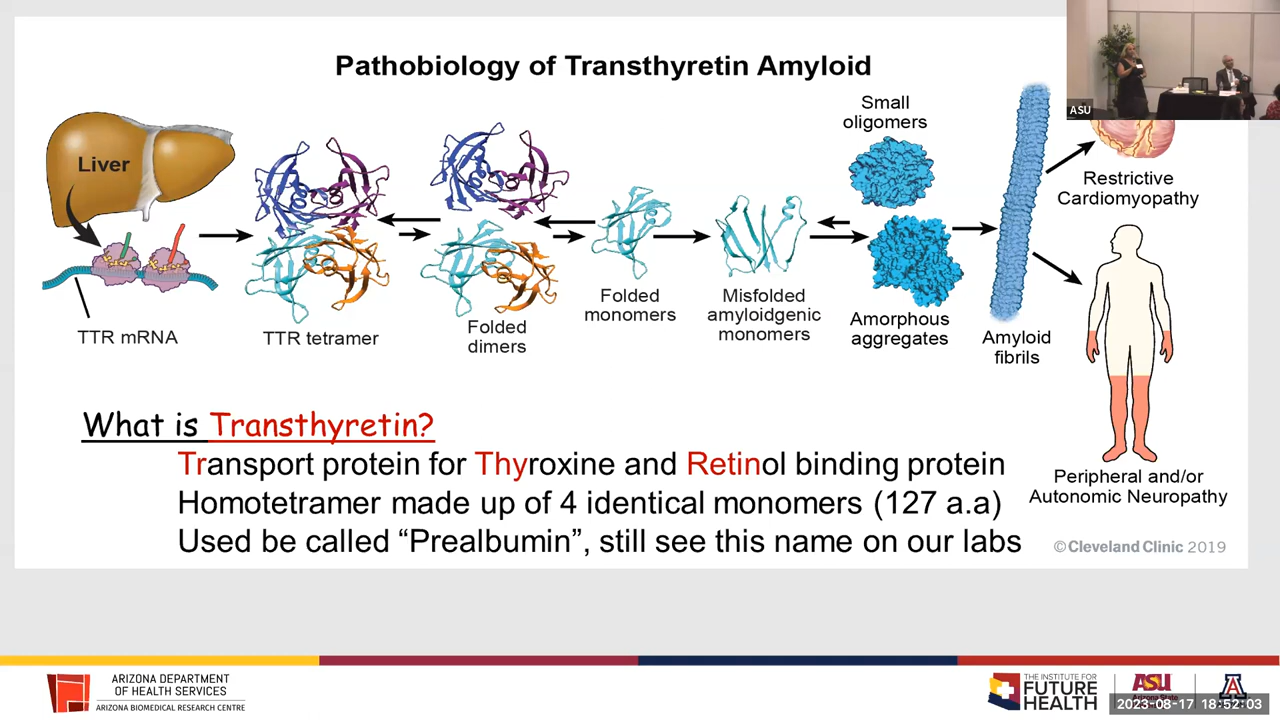 Pathobiology of Transthyretin Amyloid
ASU
Liver
TTR mRNA
TTR tetramer
Folded
dimers
Folded
monomers
Misfolded
amyloidgenic
monomers
Small
oligomers
Amorphous
aggregates
Amyloid
fibrils
Restrictive
Cardiomyopathy
Peripheral and/or
Autonomic Neuropathy
What is Transthyretin?
Transport protein for Thyroxine and Retinol binding protein
Homotetramer made up of 4 identical monomers (127 a.a)
Used be called “Prealbumin”, still see this name on our labs
©Cleveland Clinic 2019
ARIZONA DEPARTMENT
OF HEALTH SERVICES
ARIZONA BIOMEDICAL RESEARCH CENTRE
THE INSTITUTE FOR
FUTURE
HEALTH
ASU
A
2023-08-17 18:52:03